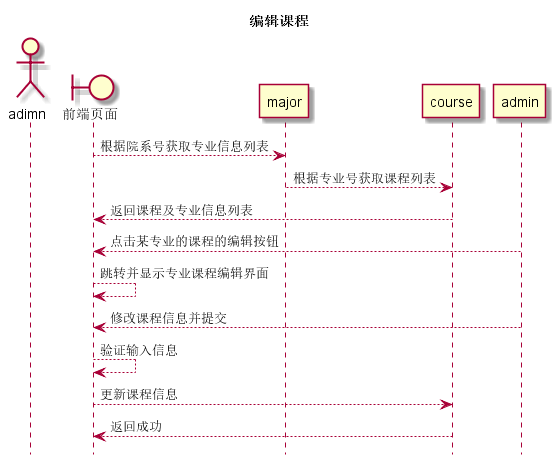 编辑课程
adimn
前端页面
major
course
admin
根据院系号获取专业信息列表
根据专业号获取课程列表
返回课程及专业信息列表
点击某专业的课程的编辑按钮
跳转并显示专业课程编辑界面
修改课程信息并提交
验证输入信息
更新课程信息
返回成功